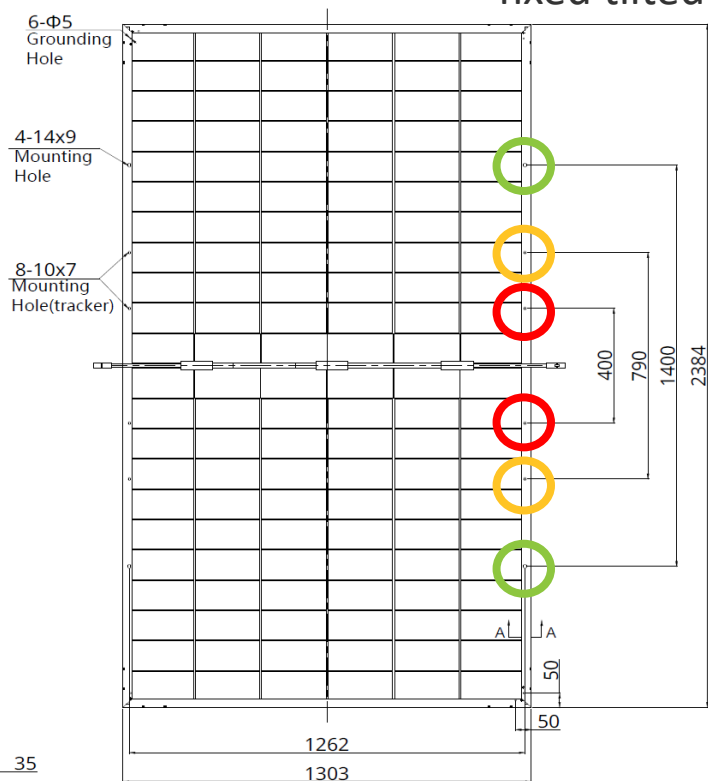 fixed tilted
6-Φ5
Grounding
Hole
4-14x9
Mounting
Hole
8-10x7
Mounting
Hole(tracker)
400
790
1400
2384
A A
50
50
1262
1303
35